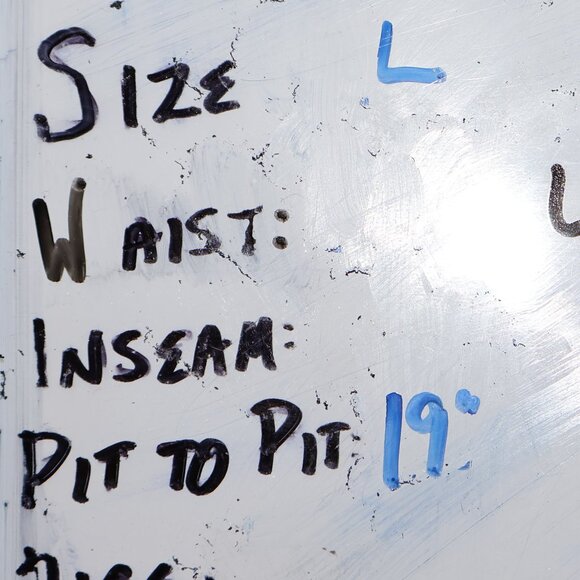 SIZE L
WAIST:
INSEAM:
PIT TO PIT 19"